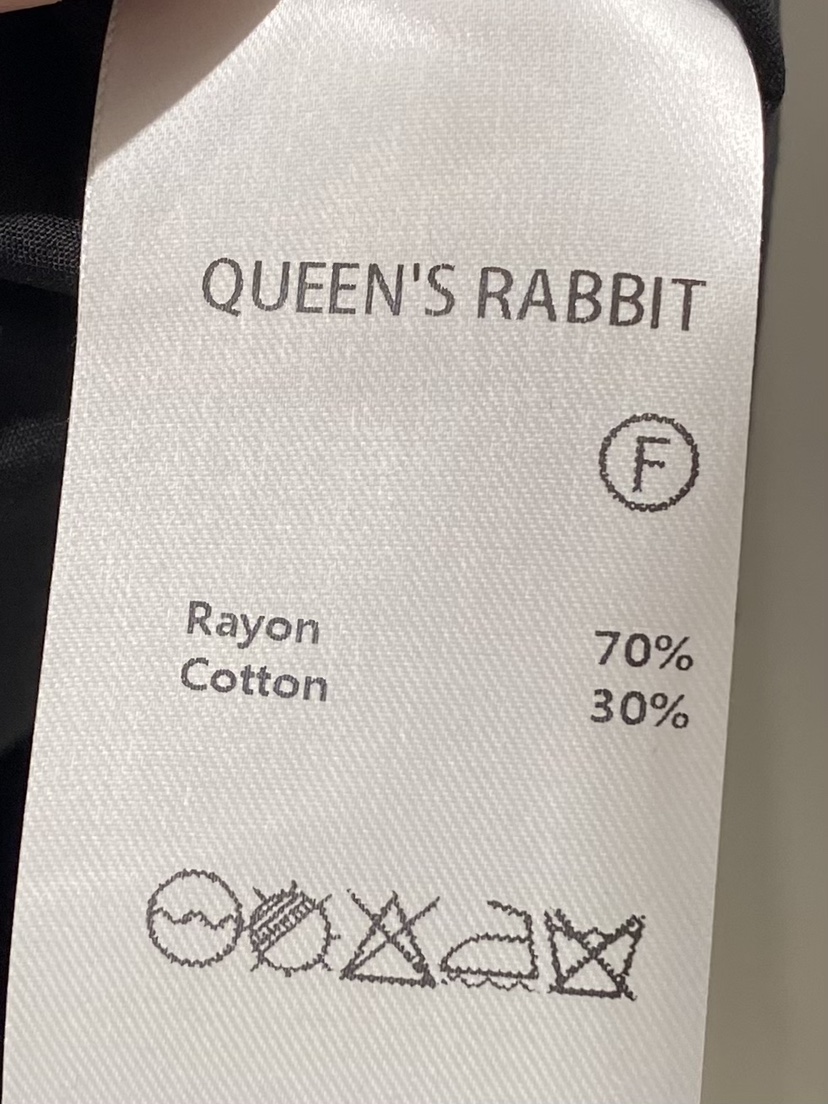 QUEEN'S RABBIT
F
Rayon 70%
Cotton 30%